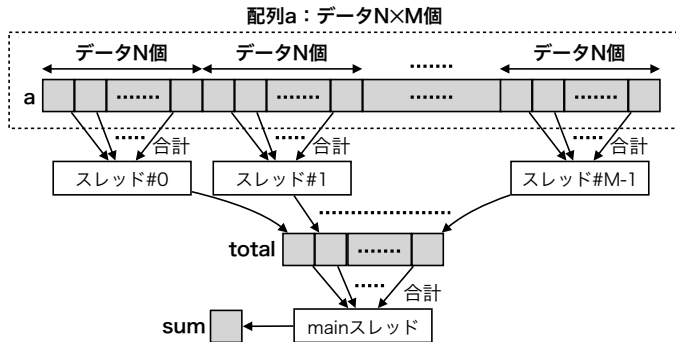 配列a:データN×M個
データN個 データN個 ....... データN個
a ....... ....... ....... .......
..... 合計 ..... 合計 ..... 合計
スレッド#0 スレッド#1 スレッド#M-1
.......................
total .......
..... 合計
sum mainスレッド